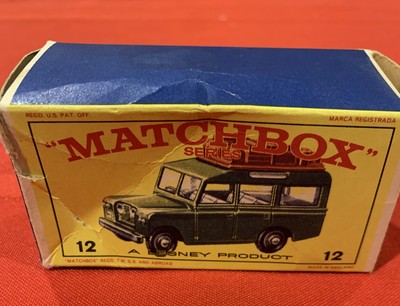 REGD. U.S. PAT. OFF. MARCA REGISTRADA
"MATCHBOX"
SERIES
12 A LESNEY PRODUCT 12
"MATCHBOX" REGD. T.M. G.B. AND ABROAD MADE IN ENGLAND